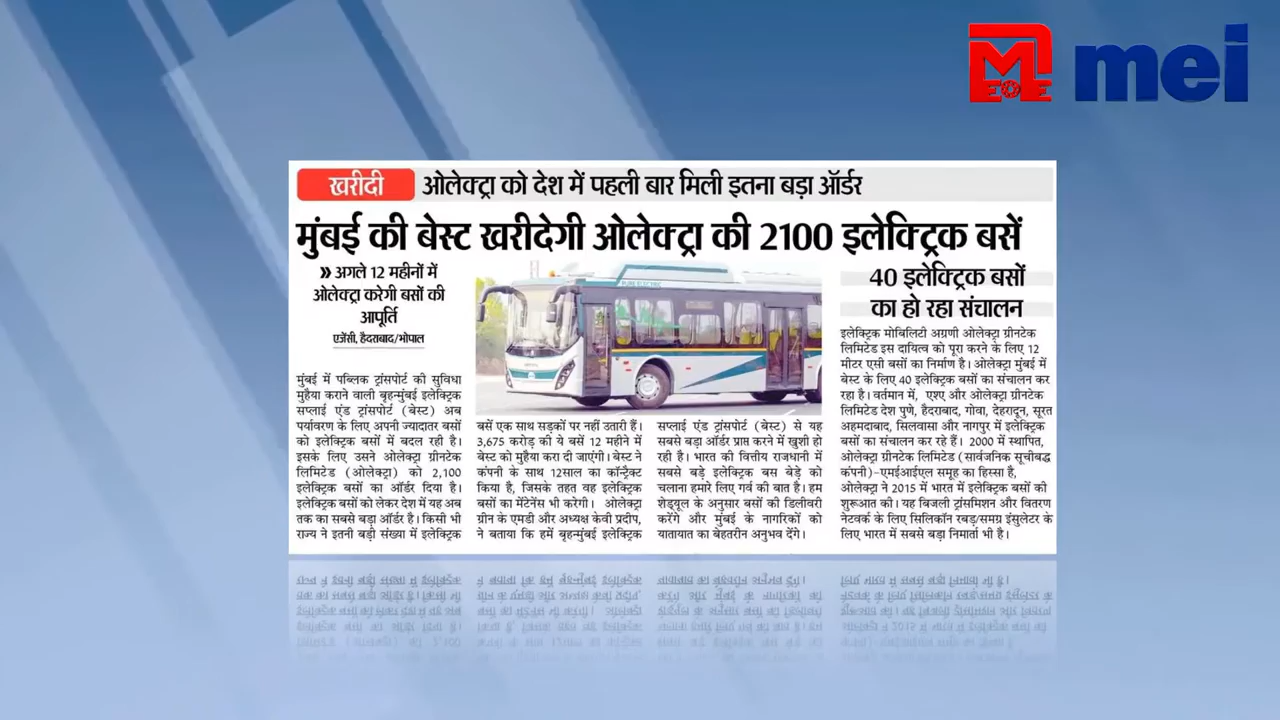 mei
खरीदी
ओलेक्ट्रा को देश में पहली बार मिली इतना बड़ा ऑर्डर
मुंबई की बेस्ट खरीदेगी ओलेक्ट्रा की 2100 इलेक्ट्रिक बसें
» अगले 12 महीनों में
ओलेक्ट्रा करेगी बसों की
आपूर्ति
एजेंसी, हैदराबाद/भोपाल
मुंबई में पब्लिक ट्रांसपोर्ट की सुविधा
मुहैया कराने वाली बृहन्मुंबई इलेक्ट्रिक
सप्लाई एंड ट्रांसपोर्ट (बेस्ट) अब
पर्यावरण के लिए अपनी ज्यादातर बसों
को इलेक्ट्रिक बसों में बदल रही है।
इसके लिए उसने ओलेक्ट्रा ग्रीनटेक
लिमिटेड (ओलेक्ट्रा) को 2,100
इलेक्ट्रिक बसों का ऑर्डर दिया है।
इलेक्ट्रिक बसों को लेकर देश में यह अब
तक का सबसे बड़ा ऑर्डर है। किसी भी
राज्य ने इतनी बड़ी संख्या में इलेक्ट्रिक
PURE ELECTRIC
बसें एक साथ सड़कों पर नहीं उतारी हैं।
3,675 करोड़ की ये बसें 12 महीने में
बेस्ट को मुहैया करा दी जाएंगी। बेस्ट ने
कंपनी के साथ 12साल का कॉन्ट्रैक्ट
किया है, जिसके तहत वह इलेक्ट्रिक
बसों का मेंटेनेंस भी करेगी। ओलेक्ट्रा
ग्रीन के एमडी और अध्यक्ष केवी प्रदीप,
ने बताया कि हमें बृहन्मुंबई इलेक्ट्रिक
सप्लाई एंड ट्रांसपोर्ट (बेस्ट) से यह
सबसे बड़ा ऑर्डर प्राप्त करने में खुशी हो
रही है। भारत की वित्तीय राजधानी में
सबसे बड़े इलेक्ट्रिक बस बेड़े को
चलाना हमारे लिए गर्व की बात है। हम
शेड्यूल के अनुसार बसों की डिलीवरी
करेंगे और मुंबई के नागरिकों को
यातायात का बेहतरीन अनुभव देंगे।
40 इलेक्ट्रिक बसों
का हो रहा संचालन
इलेक्ट्रिक मोबिलिटी अग्रणी ओलेक्ट्रा ग्रीनटेक
लिमिटेड इस दायित्व को पूरा करने के लिए 12
मीटर एसी बसों का निर्माण है। ओलेक्ट्रा मुंबई में
बेस्ट के लिए 40 इलेक्ट्रिक बसों का संचालन कर
रहा है। वर्तमान में, एश्ए और ओलेक्ट्रा ग्रीनटेक
लिमिटेड देश पुणे, हैदराबाद, गोवा, देहरादून, सूरत
अहमदाबाद, सिलवासा और नागपुर में इलेक्ट्रिक
बसों का संचालन कर रहे हैं। 2000 में स्थापित,
ओलेक्ट्रा ग्रीनटेक लिमिटेड (सार्वजनिक सूचीबद्ध
कंपनी)-एमईआईएल समूह का हिस्सा है,
ओलेक्ट्रा ने 2015 में भारत में इलेक्ट्रिक बसों की
शुरूआत की। यह बिजली ट्रांसमिशन और वितरण
नेटवर्क के लिए सिलिकॉन रबड़/समग्र इंसुलेटर के
लिए भारत में सबसे बड़ा निमार्ता भी है।